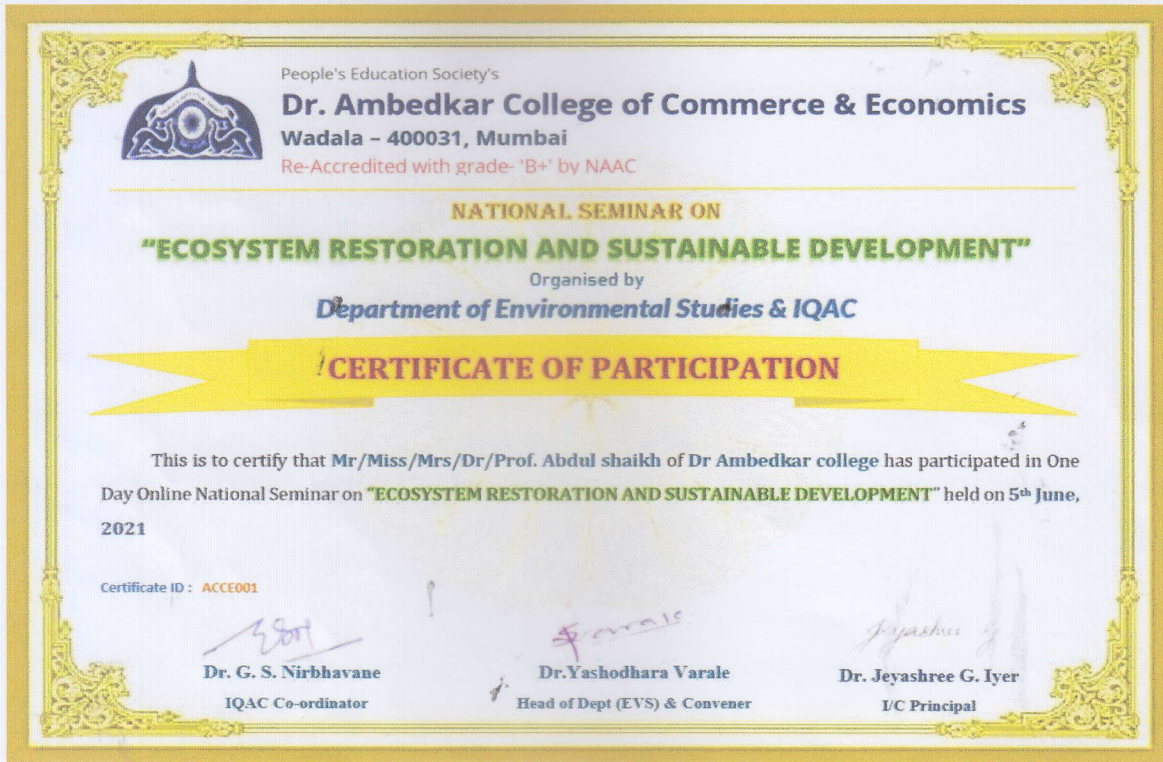 People's Education Society's
Dr. Ambedkar College of Commerce & Economics
Wadala – 400031, Mumbai
Re-Accredited with grade- 'B+' by NAAC
NATIONAL SEMINAR ON
“ECOSYSTEM RESTORATION AND SUSTAINABLE DEVELOPMENT”
Organised by
Department of Environmental Studies & IQAC
CERTIFICATE OF PARTICIPATION
This is to certify that Mr/Miss/Mrs/Dr/Prof. Abdul shaikh of Dr Ambedkar college has participated in One
Day Online National Seminar on "ECOSYSTEM RESTORATION AND SUSTAINABLE DEVELOPMENT" held on 5th June,
2021
Certificate ID : ACCE001
Dr. G. S. Nirbhavane
Dr.Yashodhara Varale
Dr. Jeyashree G. Iyer
IQAC Co-ordinator
Head of Dept (EVS) & Convener
I/C Principal